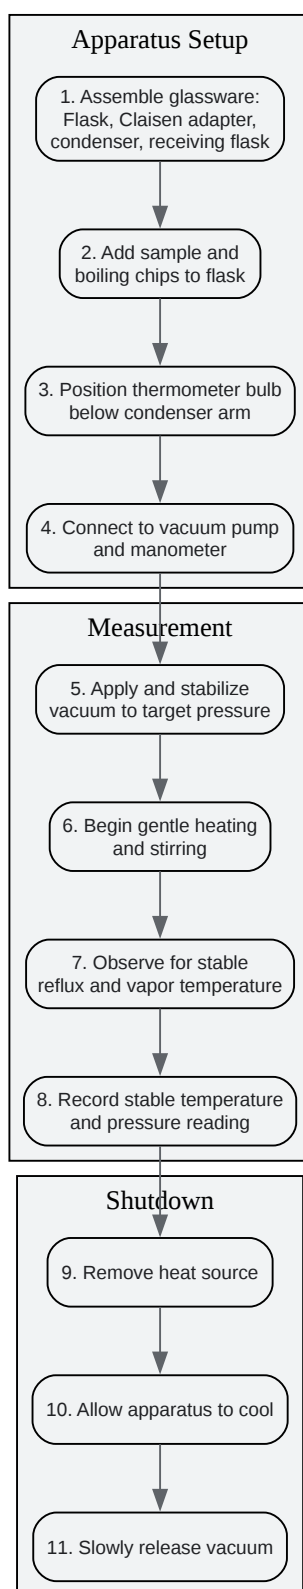 Apparatus Setup
1. Assemble glassware:
Flask, Claisen adapter,
condenser, receiving flask
2. Add sample and
boiling chips to flask
3. Position thermometer bulb
below condenser arm
4. Connect to vacuum pump
and manometer
Measurement
5. Apply and stabilize
vacuum to target pressure
6. Begin gentle heating
and stirring
7. Observe for stable
reflux and vapor temperature
8. Record stable temperature
and pressure reading
Shutdown
9. Remove heat source
10. Allow apparatus to cool
11. Slowly release vacuum